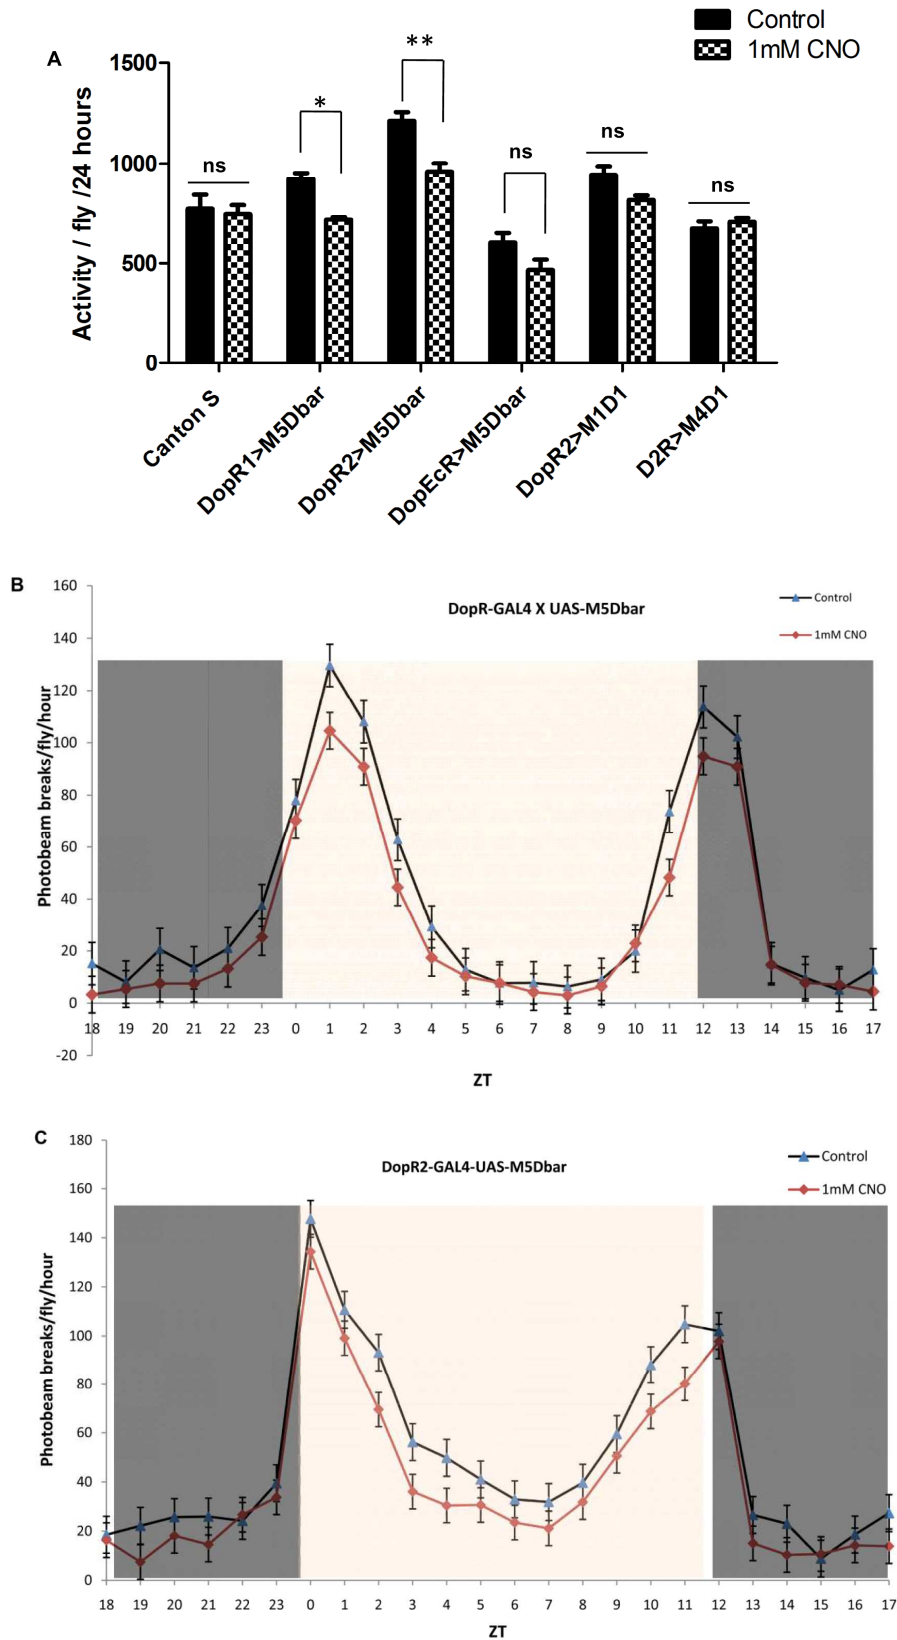 Control
1mM CNO
A
Activity / fly /24 hours
1500
1000
500
0
ns
*
**
ns
ns
ns
Canton S
DopR1>M5Dbar
DopR2>M5Dbar
DopEcR>M5Dbar
DopR2>M1D1
D2R>M4D1
B
DopR-GAL4 X UAS-M5Dbar
Control
1mM CNO
Photobeam breaks/fly/hour
160
140
120
100
80
60
40
20
0
-20
18 19 20 21 22 23 0 1 2 3 4 5 6 7 8 9 10 11 12 13 14 15 16 17
ZT
C
DopR2-GAL4-UAS-M5Dbar
Control
1mM CNO
Photobeam breaks/fly/hour
180
160
140
120
100
80
60
40
20
0
18 19 20 21 22 23 0 1 2 3 4 5 6 7 8 9 10 11 12 13 14 15 16 17
ZT